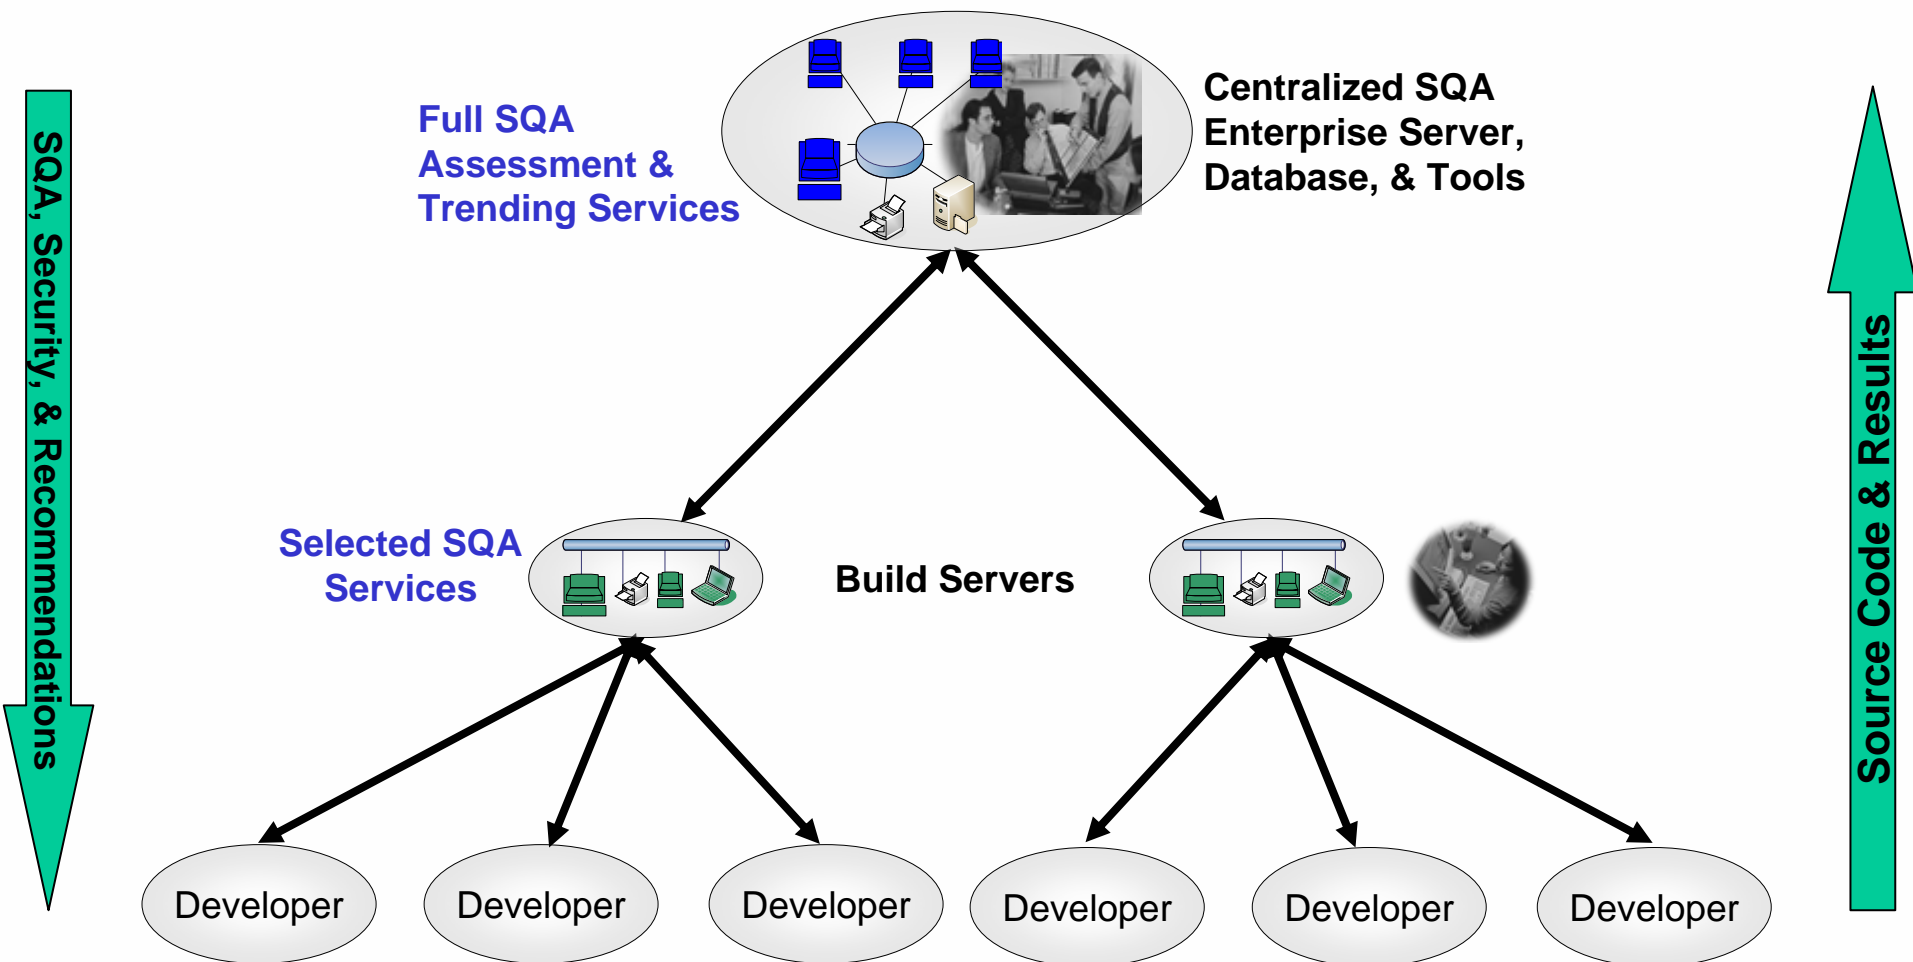 Full SQA
Assessment &
Trending Services
Centralized SQA
Enterprise Server,
Database, & Tools
SQA, Security, & Recommendations
Source Code & Results
Selected SQA
Services
Build Servers
Developer
Developer
Developer
Developer
Developer
Developer